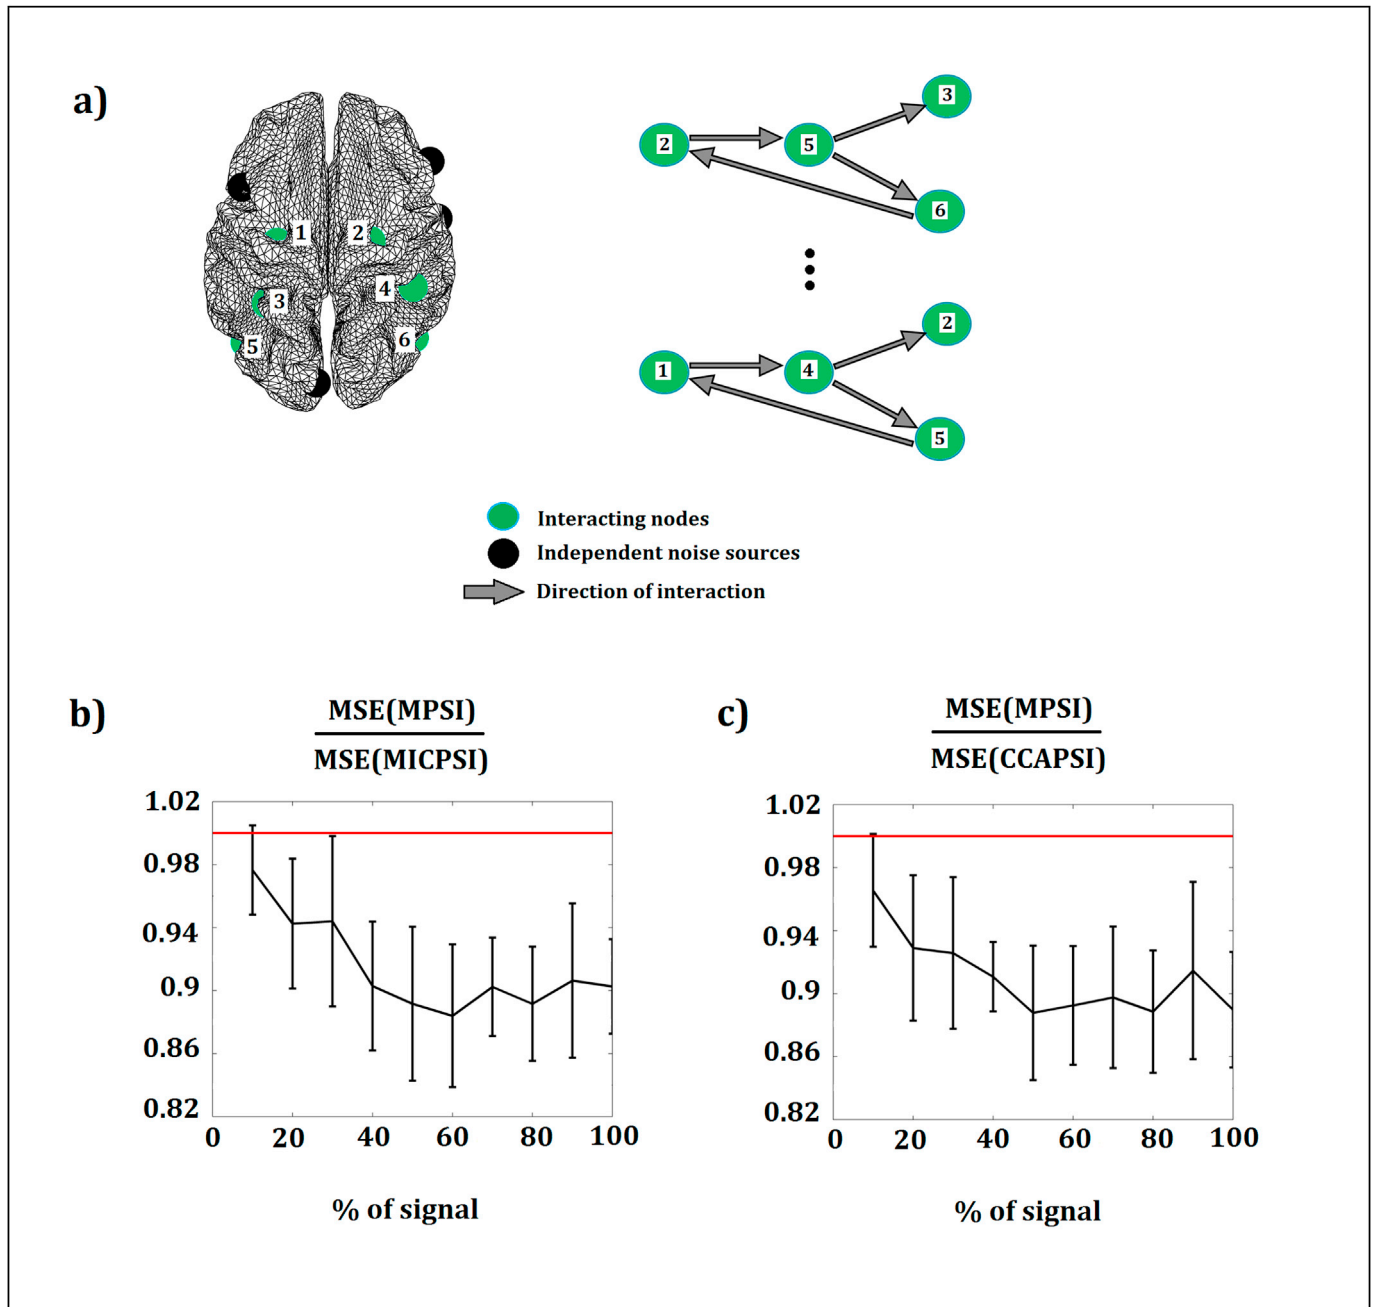 a)
1 2
3 4
5 6
3
2 5
6
2
1 4
5
Interacting nodes
Independent noise sources
Direction of interaction
b)
MSE(MPSI)
MSE(MICPSI)
1.02
0.98
0.94
0.9
0.86
0.82
0 20 40 60 80 100
% of signal
c)
MSE(MPSI)
MSE(CCAPSI)
1.02
0.98
0.94
0.9
0.86
0.82
0 20 40 60 80 100
% of signal